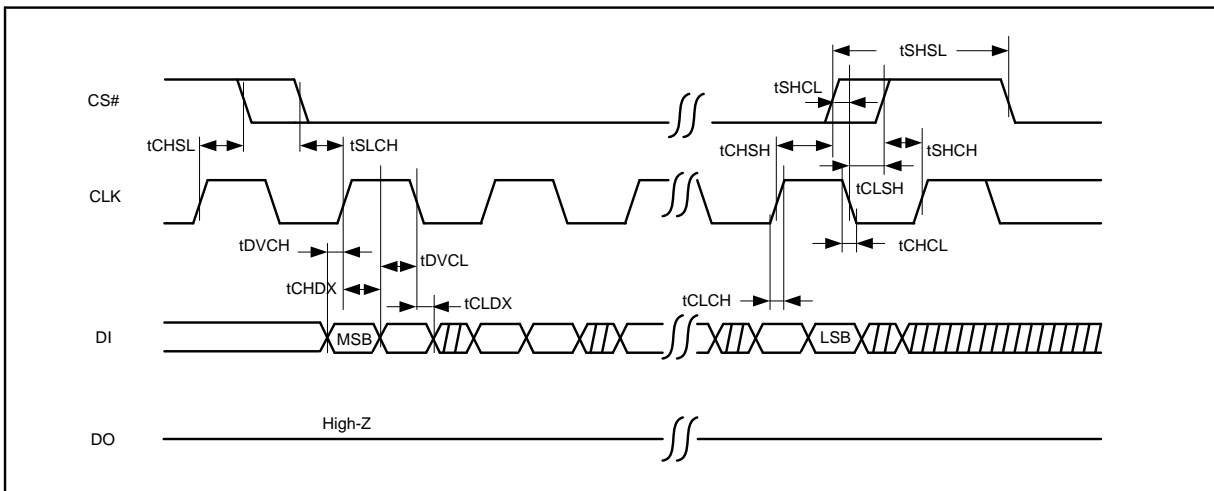 tSHSL
CS#
tSHCL
tCHSL
tSLCH
tCHSH
tSHCH
tCLSH
CLK
tDVCH
tDVCL
tCHCL
tCHDX
tCLDX
tCLCH
DI
MSB
LSB
High-Z
DO